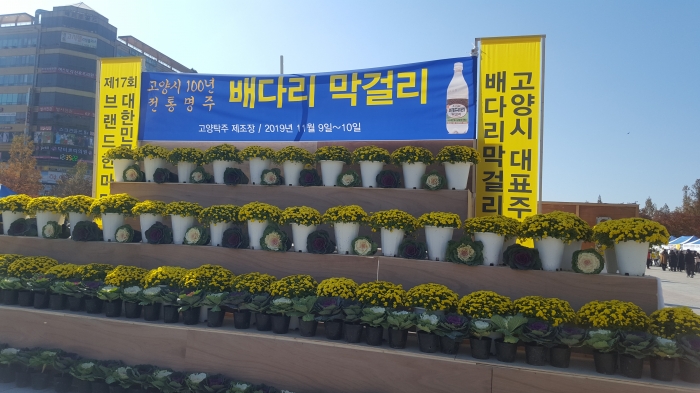 제17회
대한민
브랜드한마
고양시 100년
전통명주
배다리 막걸리
고양탁주 제조장 / 2019년 11월 9일~10일
고양시 대표주
배다리막걸리